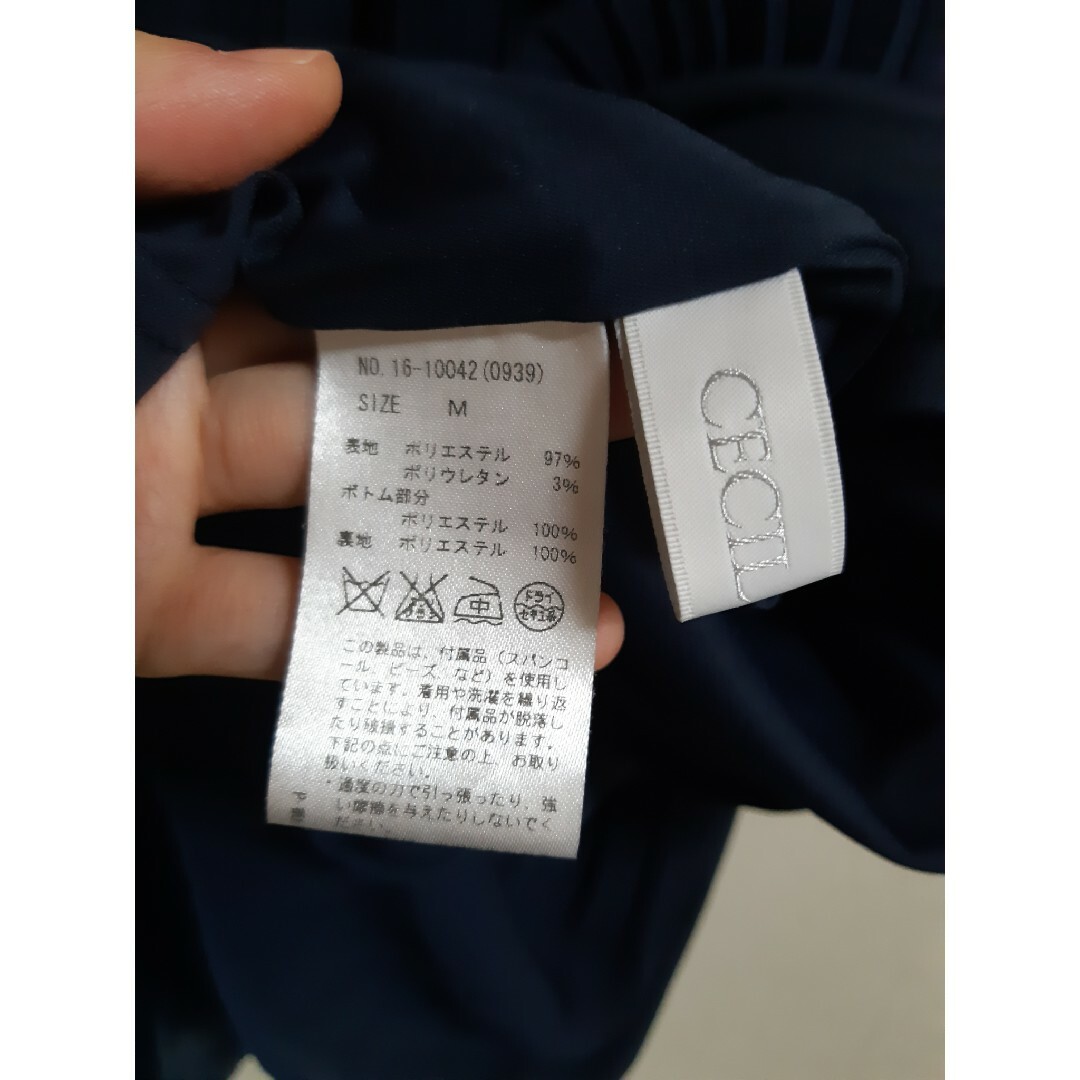 NO. 16-10042(0939)
SIZE M
表地 ポリエステル 97%
ポリウレタン 3%
ボトム部分
ポリエステル 100%
裏地 ポリエステル 100%
中
ドライ
セキユ系
この製品は、付属品（スパンコ
ール、ビーズ、など）を使用し
ています。着用や洗濯を繰り返
すことにより、付属品が脱落し
たり破損することがあります。
下記の点にご注意の上、お取り
扱いください。
・過度の力で引っ張ったり、強
い摩擦を与えたりしないでく
ださい。
CECIL